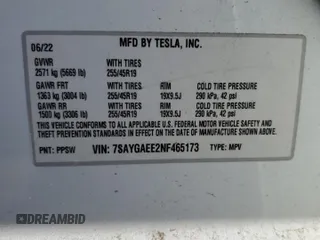 MFD BY TESLA, INC.
06/22
GVWR WITH TIRES
2571 kg (5669 lb) 255/45R19
GAWR FRT WITH TIRES RIM COLD TIRE PRESSURE
1363 kg (3004 lb) 255/45R19 19X9.5J 290 kPa, 42 psi
GAWR RR WITH TIRES RIM COLD TIRE PRESSURE
1500 kg (3306 lb) 255/45R19 19X9.5J 290 kPa, 42 psi
THIS VEHICLE CONFORMS TO ALL APPLICABLE FEDERAL MOTOR VEHICLE SAFETY
AND THEFT PREVENTION STANDARDS IN EFFECT ON THE DATE OF MANUFACTURE SHOWN ABOVE.
PNT: PPSW VIN: 7SAYGAEE2NF465173 TYPE: MPV
DREAMBID